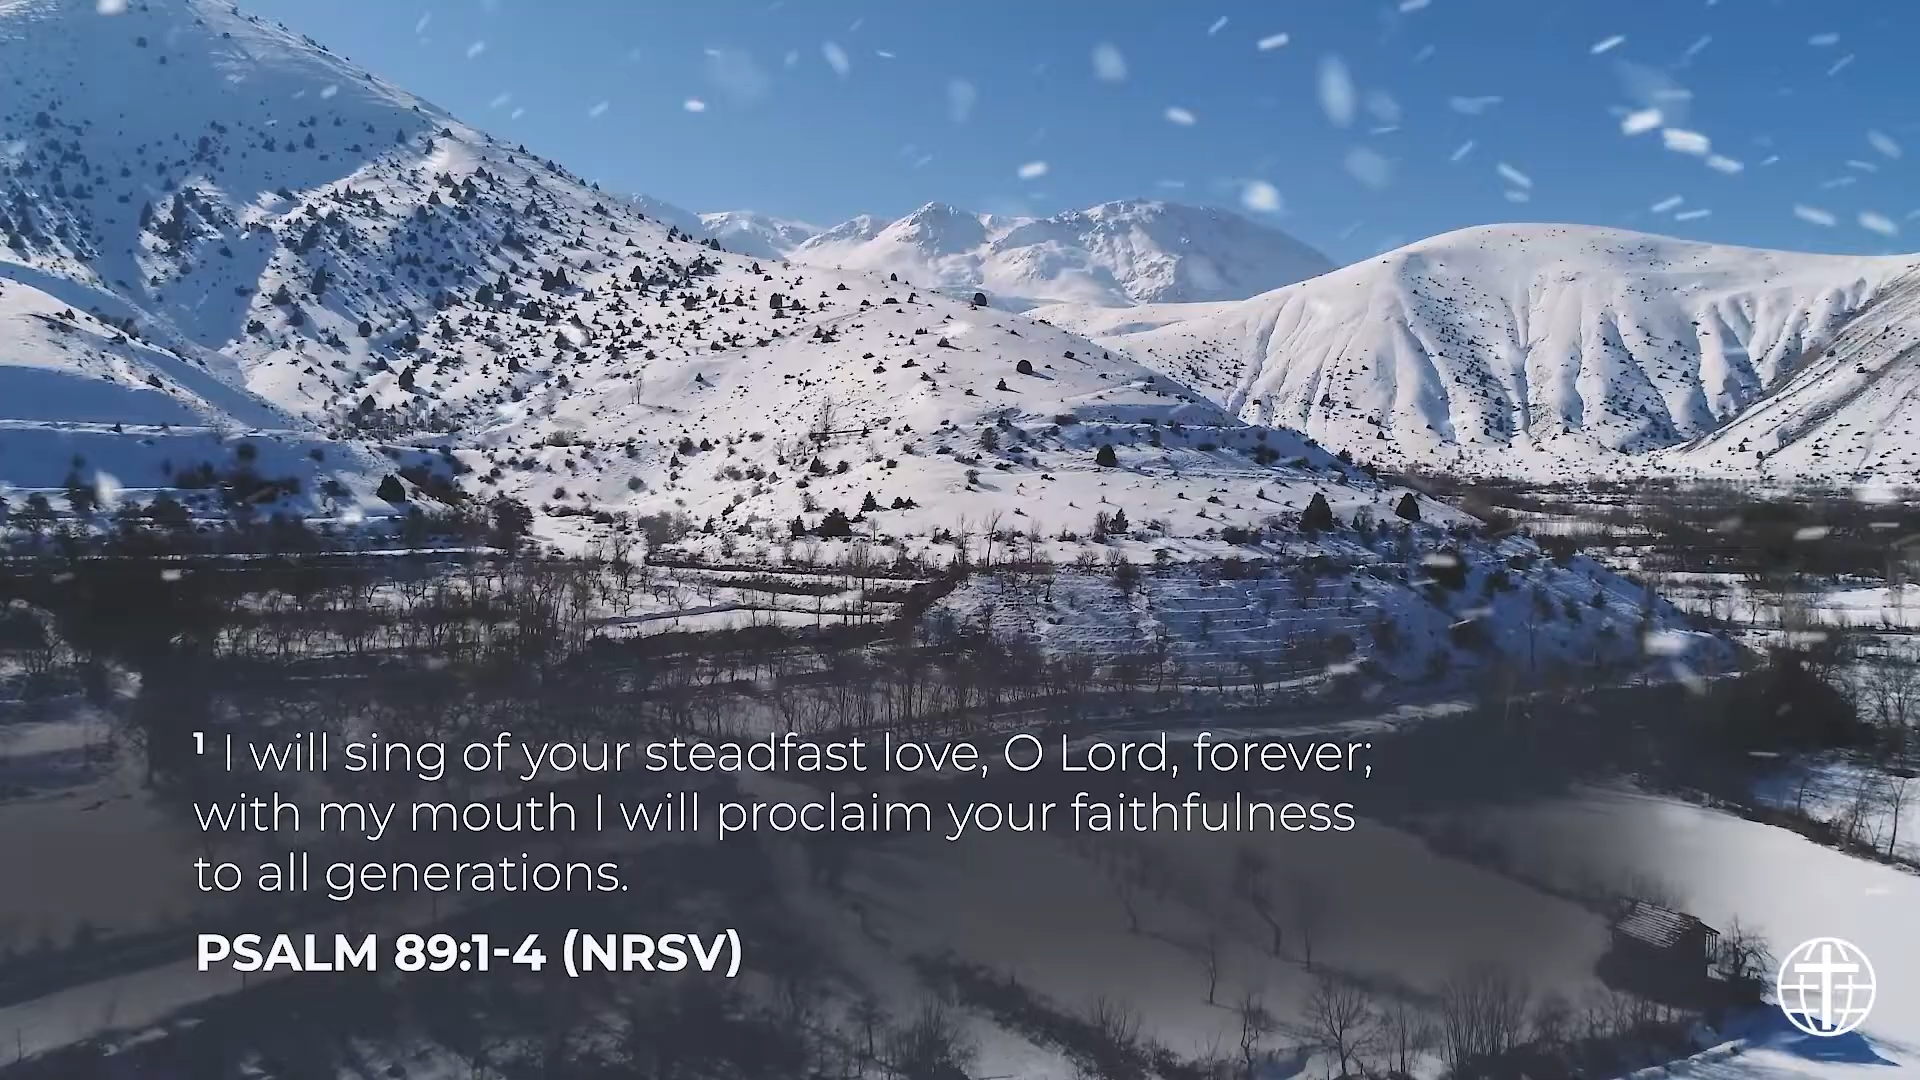 ¹ I will sing of your steadfast love, O Lord, forever;
with my mouth I will proclaim your faithfulness
to all generations.
PSALM 89:1-4 (NRSV)